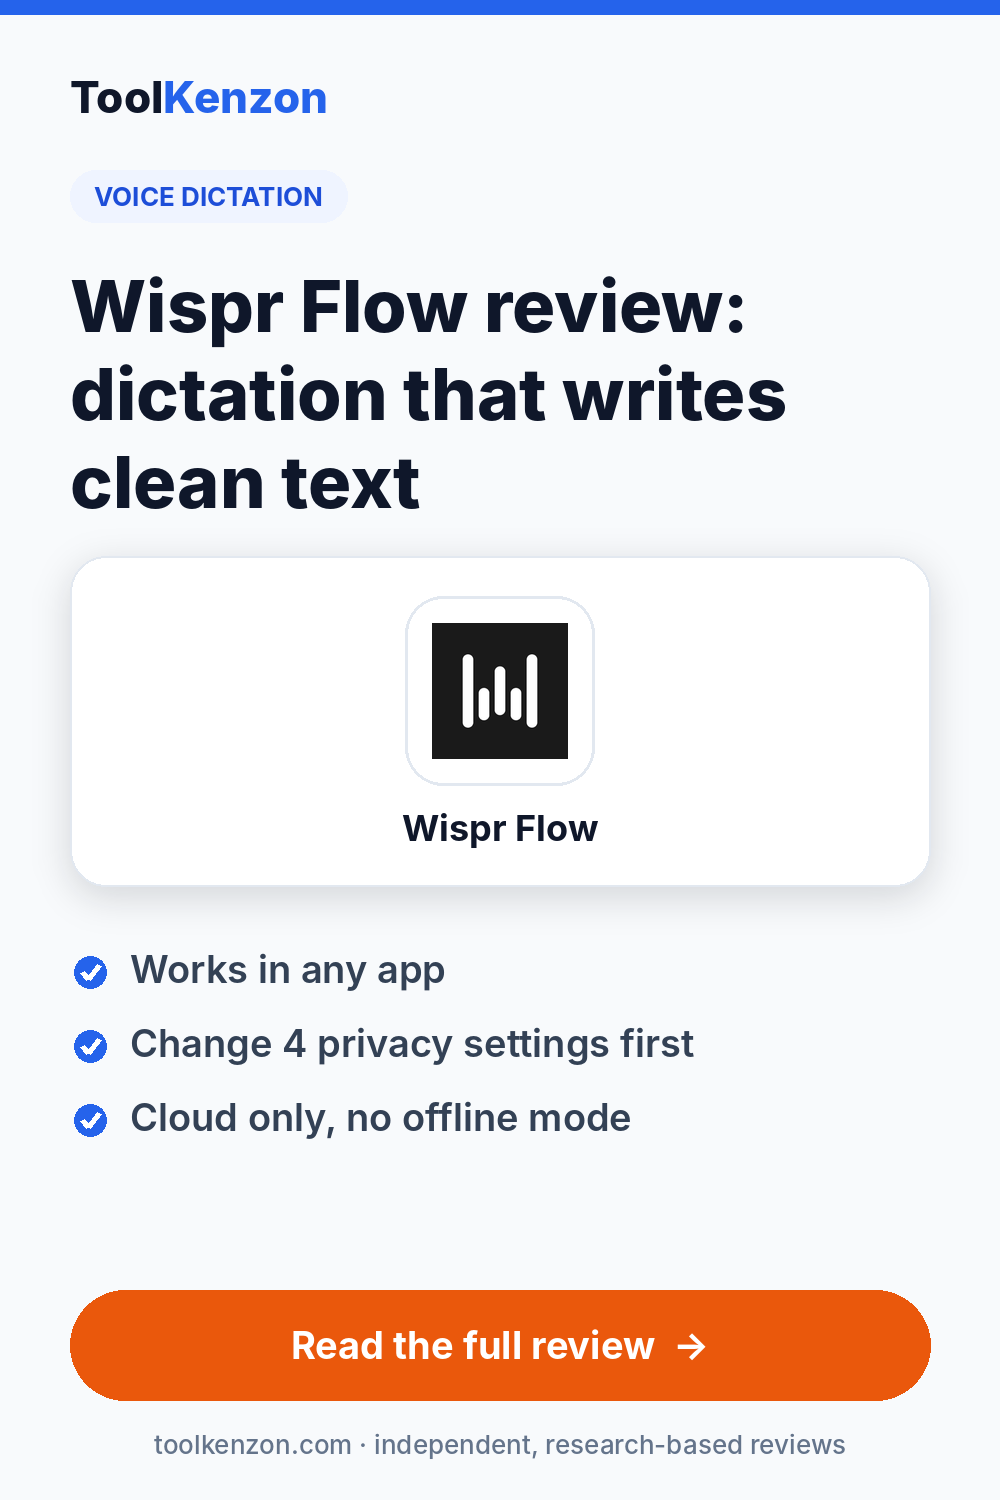 ToolKenzon
VOICE DICTATION
Wispr Flow review:
dictation that writes
clean text
Wispr Flow
Works in any app
Change 4 privacy settings first
Cloud only, no offline mode
Read the full review →
toolkenzon.com · independent, research-based reviews